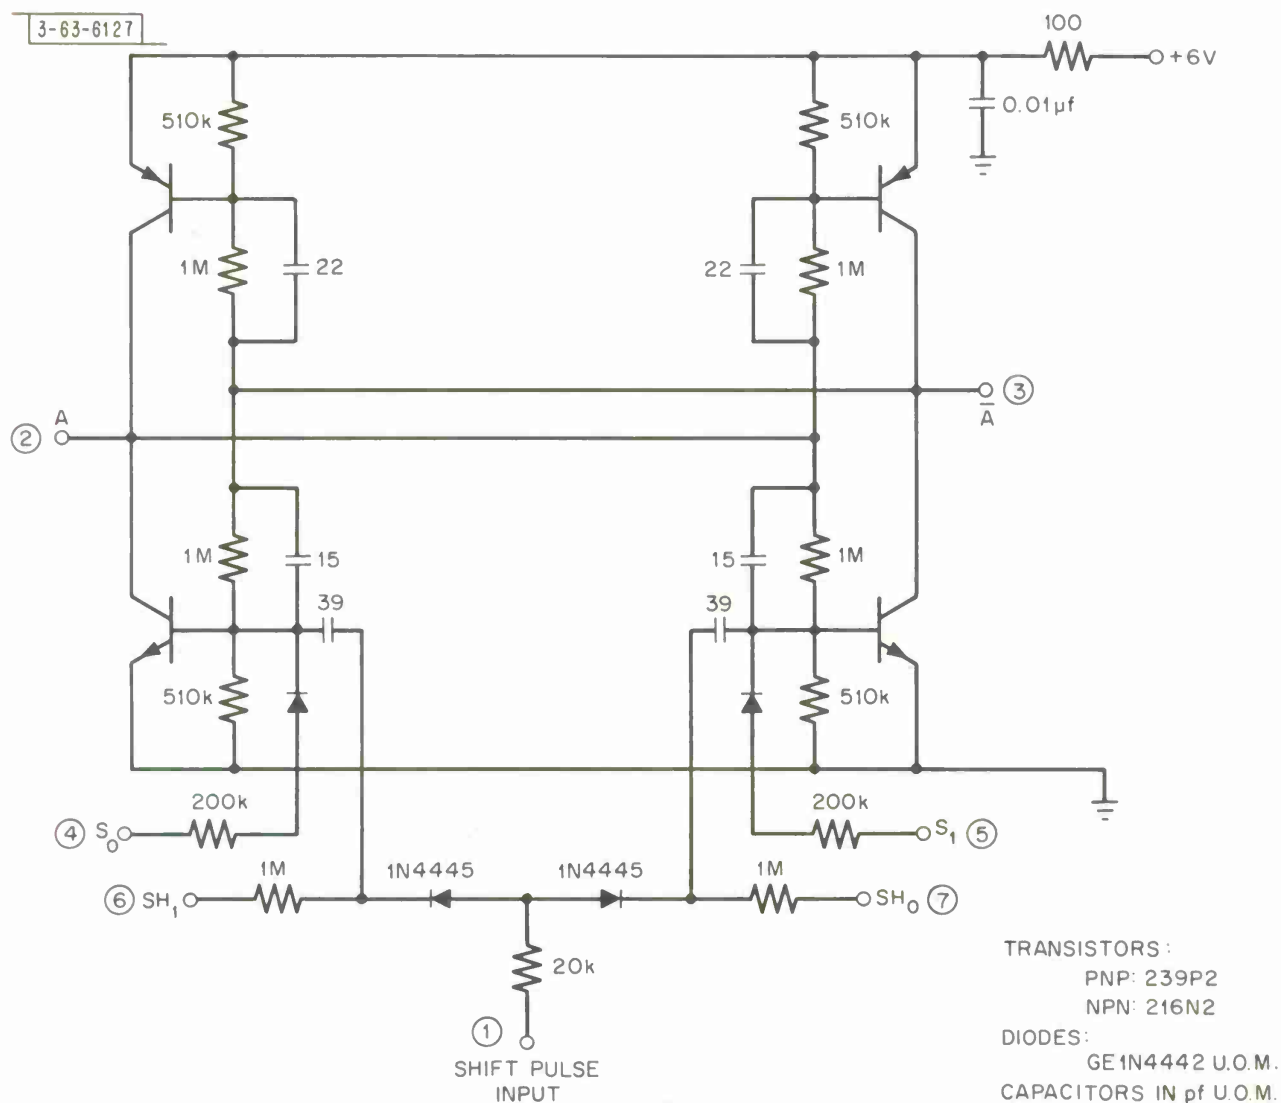 3-63-6127
100
+6V
510k
510k
0.01µf
1M
22
22
1M
A
②
③
A̅
1M
15
15
1M
39
39
510k
510k
200k
200k
④ S₀
S₁ ⑤
1M
1N4445
1N4445
1M
⑥ SH₁
SH₀ ⑦
20k
①
SHIFT PULSE
INPUT
TRANSISTORS:
PNP: 239P2
NPN: 216N2
DIODES:
GE1N4442 U.O.M.
CAPACITORS IN pf U.O.M.